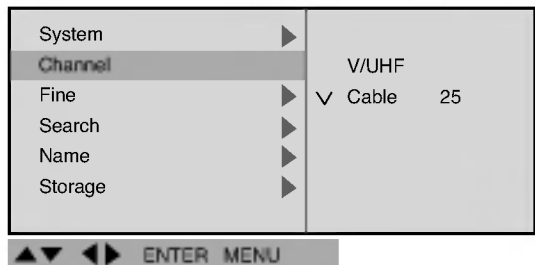 System
Channel
Fine
Search
Name
Storage
V/UHF
Cable 25
ENTER MENU